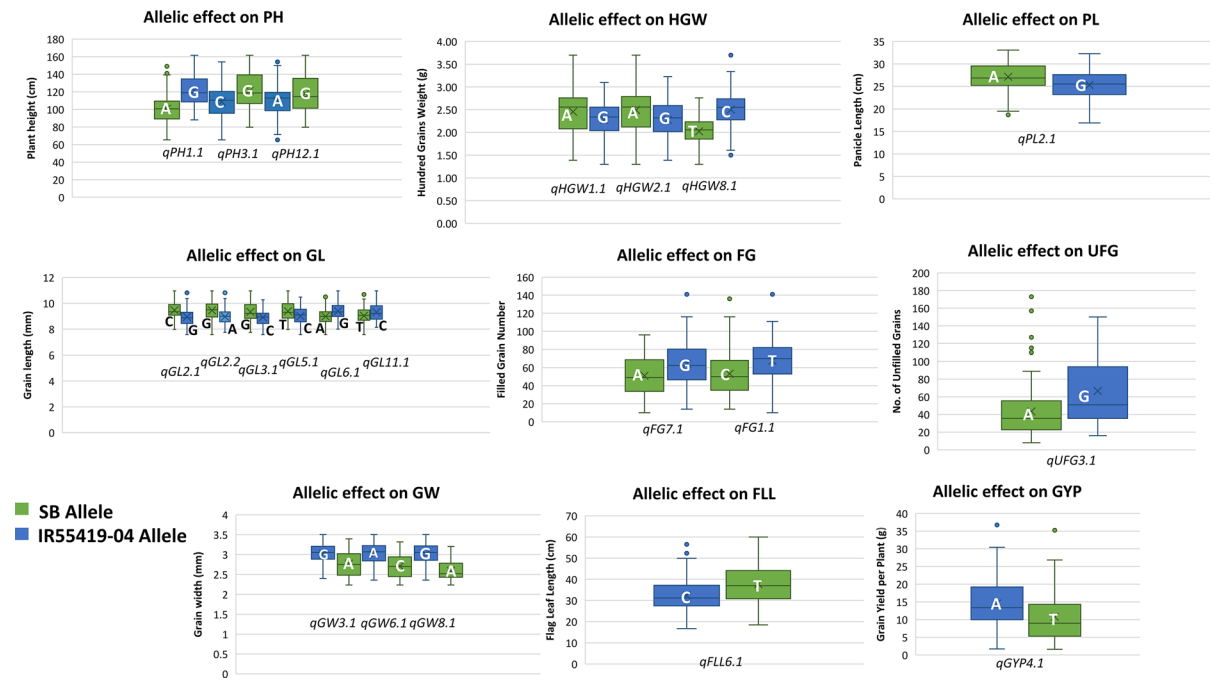 Allelic effect on PH
Plant height (cm)
180
160
140
120
100
80
60
40
20
0
A
G
C
G
A
G
qPH1.1
qPH3.1
qPH12.1
Allelic effect on HGW
Hundred Grains Weight (g)
4.00
3.50
3.00
2.50
2.00
1.50
1.00
0.50
0.00
A
G
A
G
T
C
qHGW1.1
qHGW2.1
qHGW8.1
Allelic effect on PL
Panicle Length (cm)
35
30
25
20
15
10
5
0
A
G
qPL2.1
Allelic effect on GL
Grain length (mm)
12
10
8
6
4
2
0
C
G
G
A
G
C
T
C
A
G
T
C
qGL2.1
qGL2.2
qGL3.1
qGL5.1
qGL6.1
qGL11.1
Allelic effect on FG
Filled Grain Number
160
140
120
100
80
60
40
20
0
A
G
C
T
qFG7.1
qFG1.1
Allelic effect on UFG
No. of Unfilled Grains
200
180
160
140
120
100
80
60
40
20
0
A
G
qUFG3.1
SB Allele
IR55419-04 Allele
Allelic effect on GW
Grain width (mm)
4
3.5
3
2.5
2
1.5
1
0.5
0
G
A
A
C
G
A
qGW3.1
qGW6.1
qGW8.1
Allelic effect on FLL
Flag Leaf Length (cm)
70
60
50
40
30
20
10
0
C
T
qFLL6.1
Allelic effect on GYP
Grain Yield per Plant (g)
40
35
30
25
20
15
10
5
0
A
T
qGYP4.1